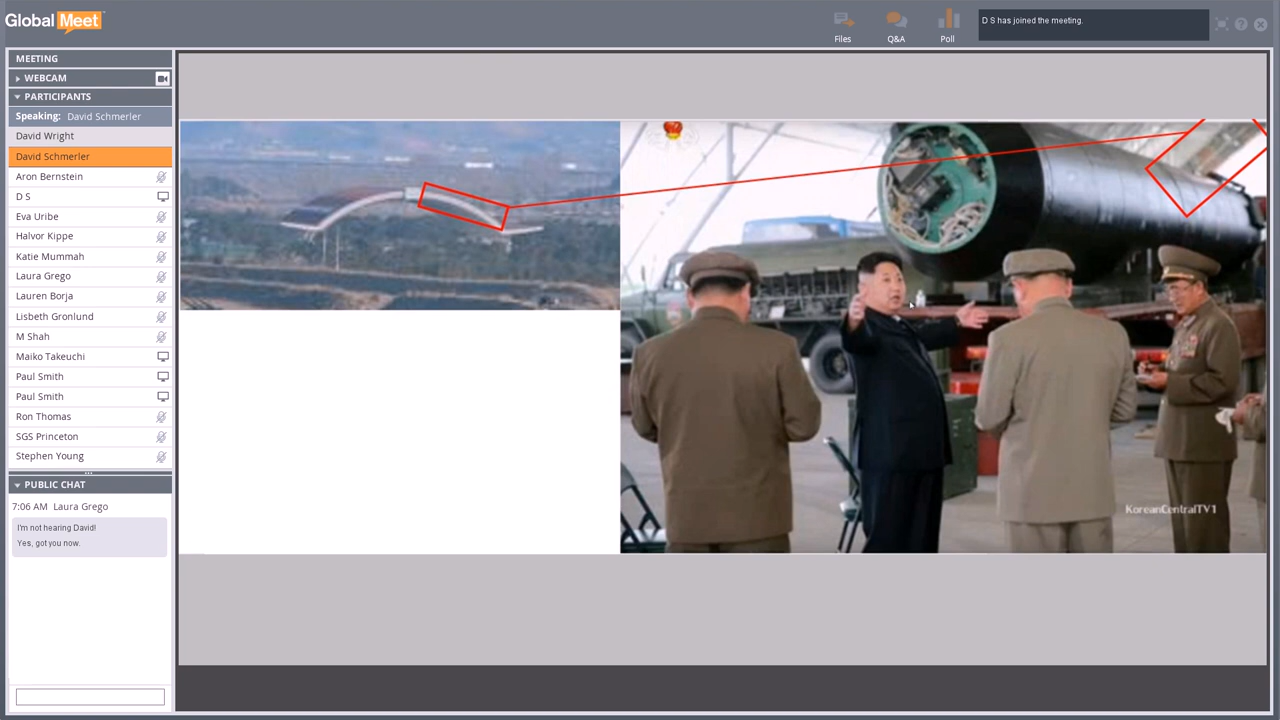 Global Meet
Files
Q&A
Poll
D S has joined the meeting.
MEETING
WEBCAM
PARTICIPANTS
Speaking: David Schmerler
David Wright
David Schmerler
Aron Bernstein
D S
Eva Uribe
Halvor Kippe
Katie Mummah
Laura Grego
Lauren Borja
Lisbeth Gronlund
M Shah
Maiko Takeuchi
Paul Smith
Paul Smith
Ron Thomas
SGS Princeton
Stephen Young
PUBLIC CHAT
7:06 AM Laura Grego
I'm not hearing David!
Yes, got you now.
KoreanCentralTV1